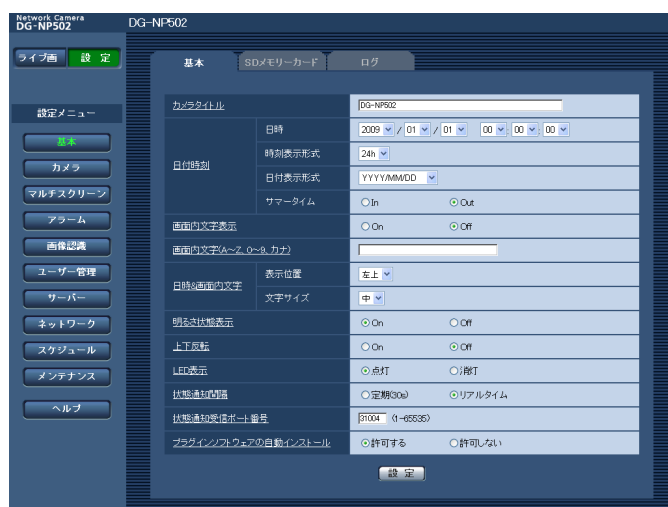 Network Camera
DG-NP502
DG-NP502
ライブ画 設 定
基本 SDメモリーカード ログ
設定メニュー
基本
カメラ
マルチスクリーン
アラーム
画像認識
ユーザー管理
サーバー
ネットワーク
スケジュール
メンテナンス
ヘルプ
カメラタイトル DG-NP502
日付時刻
日時 2009 / 01 / 01 00 : 00 : 00
時刻表示形式 24h
日付表示形式 YYYY/MM/DD
サマータイム In Out
画面内文字表示 On Off
画面内文字(A～Z, 0～9, カナ)
日時&画面内文字
表示位置 左上
文字サイズ 中
明るさ状態表示 On Off
上下反転 On Off
LED表示 点灯 消灯
状態通知間隔 定期(30s) リアルタイム
状態通知受信ポート番号 31004 (1-65535)
プラグインソフトウェアの自動インストール 許可する 許可しない
設 定